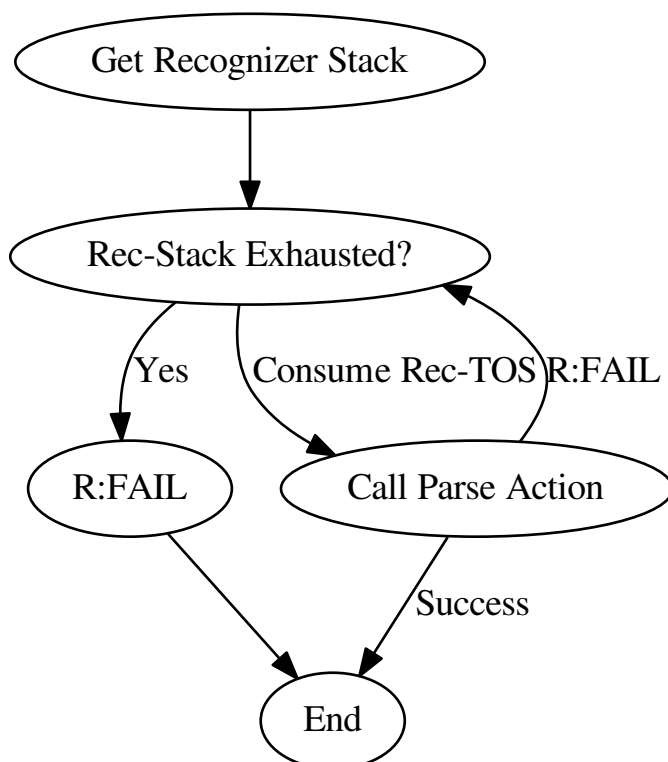 Get Recognizer Stack
Rec-Stack Exhausted?
Yes
Consume Rec-TOS
R:FAIL
R:FAIL
Call Parse Action
Success
End